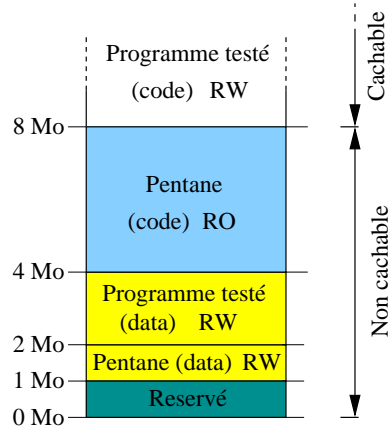 Programme testé
(code) RW
Cachable
8 Mo
Pentane
(code) RO
Non cachable
4 Mo
Programme testé
(data) RW
2 Mo
Pentane (data) RW
1 Mo
Reservé
0 Mo